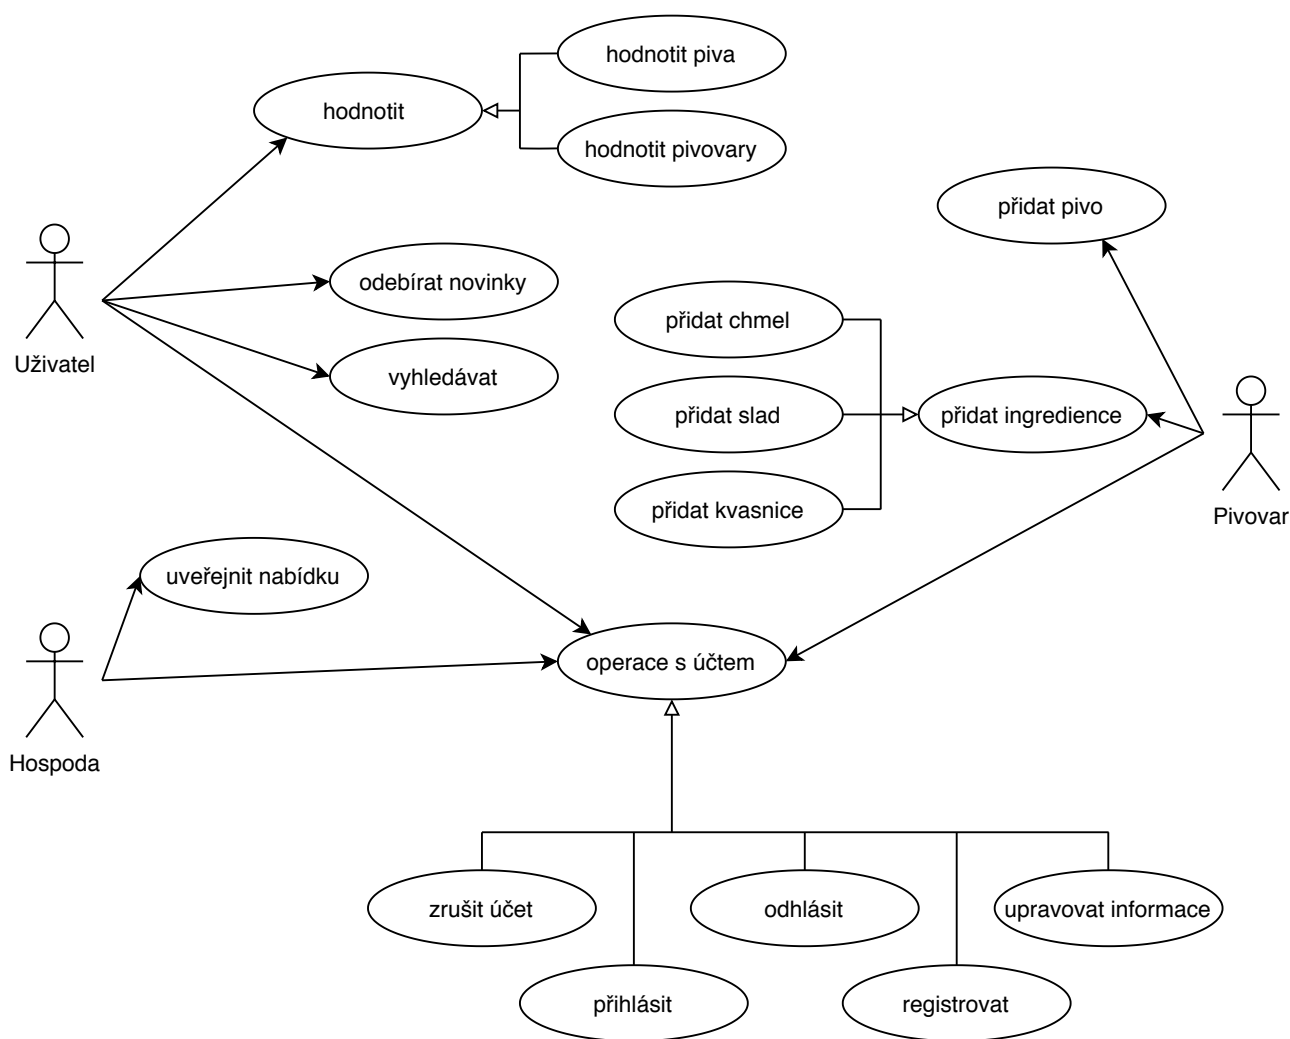 hodnotit piva
hodnotit
hodnotit pivovary
přidat pivo
odebírat novinky
přidat chmel
Uživatel
vyhledávat
přidat slad
přidat ingredience
přidat kvasnice
Pivovar
uveřejnit nabídku
operace s účtem
Hospoda
zrušit účet
odhlásit
upravovat informace
přihlásit
registrovat